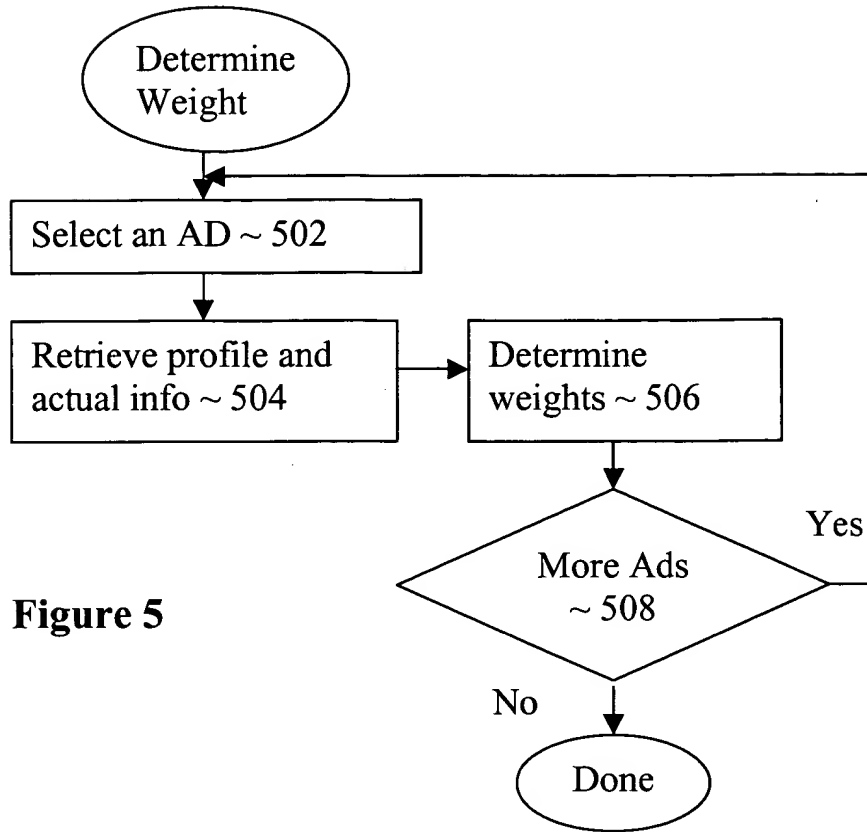 Determine
Weight
Select an AD ~ 502
Retrieve profile and
actual info ~ 504
Determine
weights ~ 506
More Ads
~ 508
Yes
No
Done
Figure 5